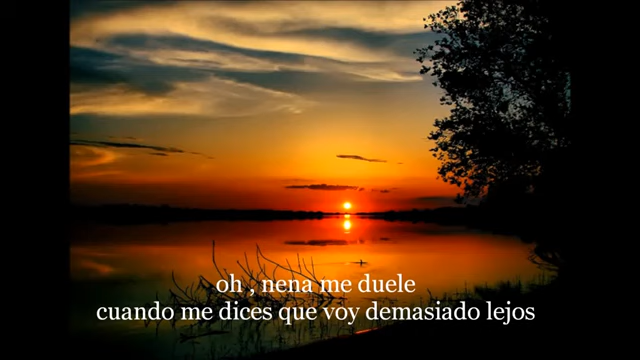 oh , nena me duele
cuando me dices que voy demasiado lejos